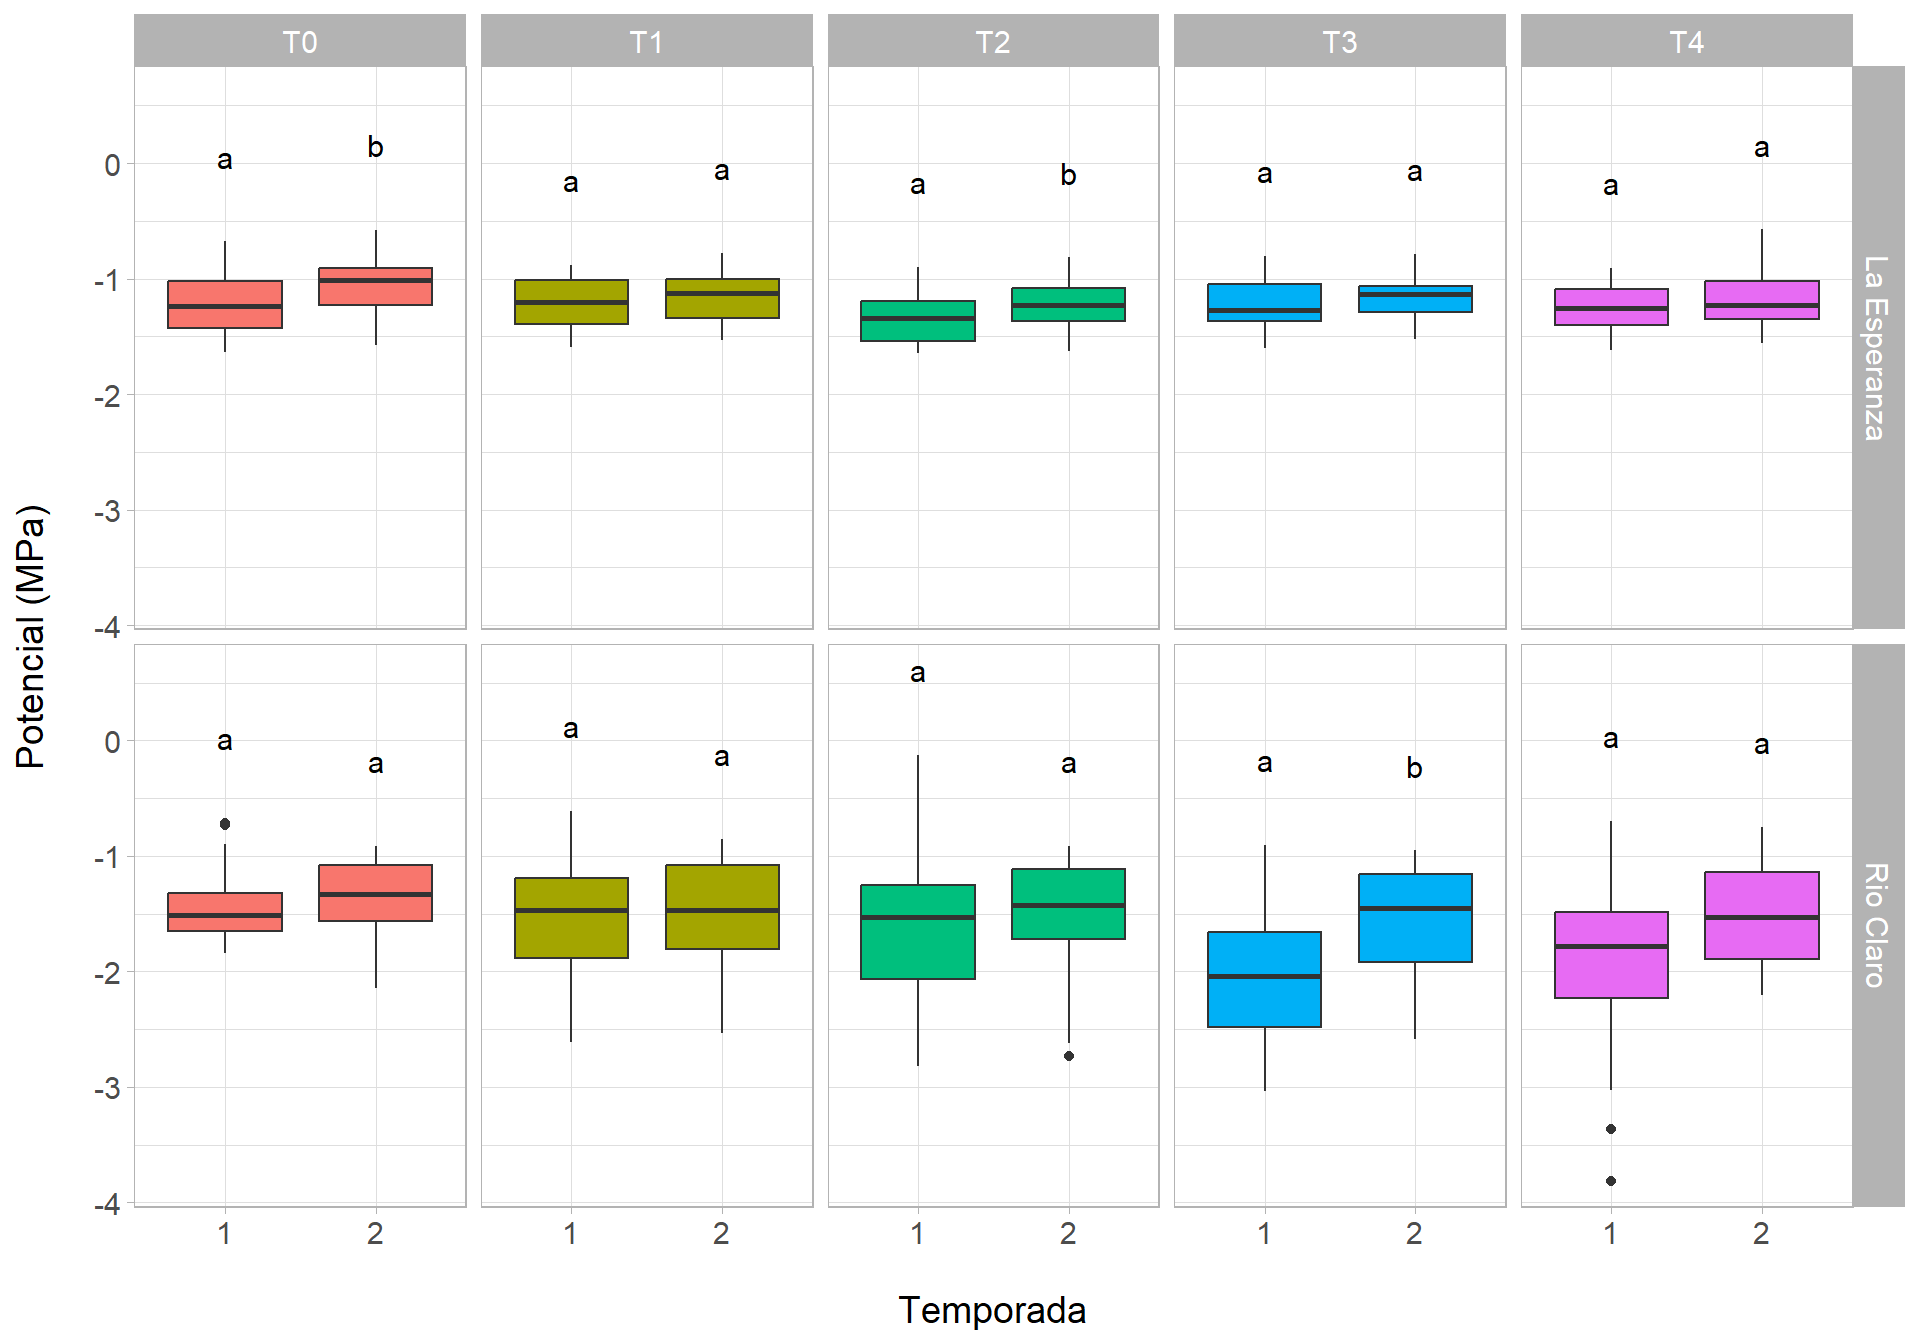 T0 T1 T2 T3 T4
a b a a a b a a a a
0
-1
-2
-3
-4
La Esperanza
Potencial (MPa)
a a a a a a a b a a
0
-1
-2
-3
-4
Rio Claro
1 2 1 2 1 2 1 2 1 2
Temporada